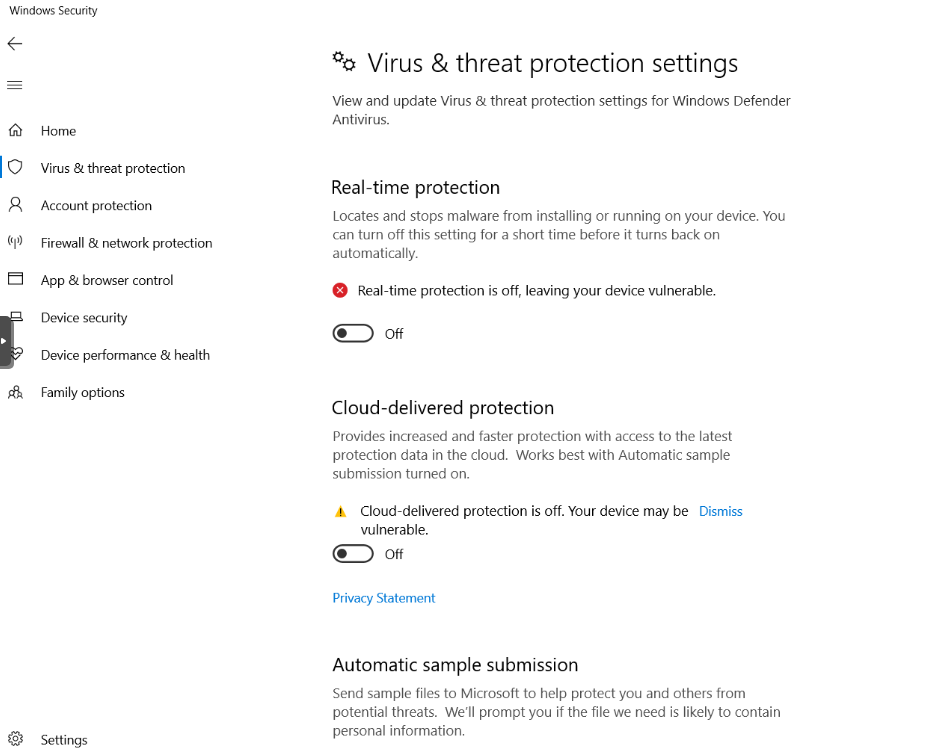 Windows Security
Home
Virus & threat protection
Account protection
Firewall & network protection
App & browser control
Device security
Device performance & health
Family options
Settings
Virus & threat protection settings
View and update Virus & threat protection settings for Windows Defender
Antivirus.
Real-time protection
Locates and stops malware from installing or running on your device. You
can turn off this setting for a short time before it turns back on
automatically.
Real-time protection is off, leaving your device vulnerable.
Off
Cloud-delivered protection
Provides increased and faster protection with access to the latest
protection data in the cloud. Works best with Automatic sample
submission turned on.
Cloud-delivered protection is off. Your device may be Dismiss
vulnerable.
Off
Privacy Statement
Automatic sample submission
Send sample files to Microsoft to help protect you and others from
potential threats. We'll prompt you if the file we need is likely to contain
personal information.